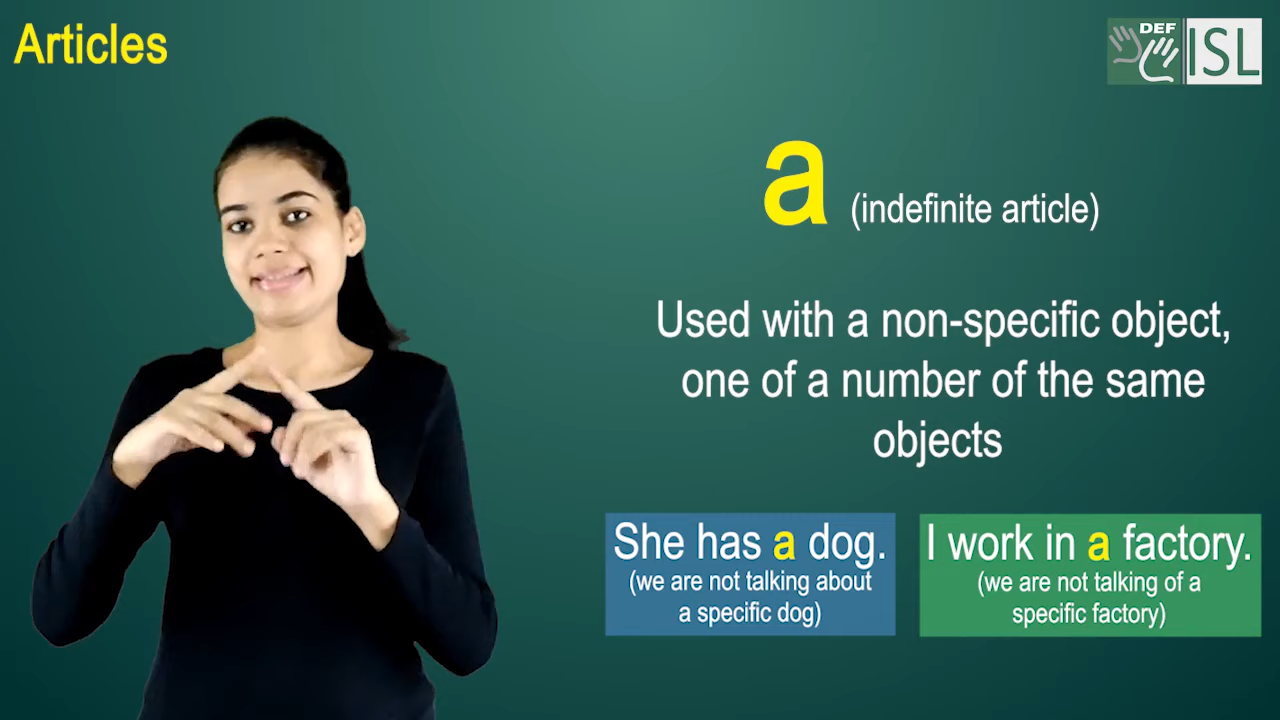 Articles
DEF
ISL
a (indefinite article)
Used with a non-specific object,
one of a number of the same
objects
She has a dog.
(we are not talking about
a specific dog)
I work in a factory.
(we are not talking of a
specific factory)